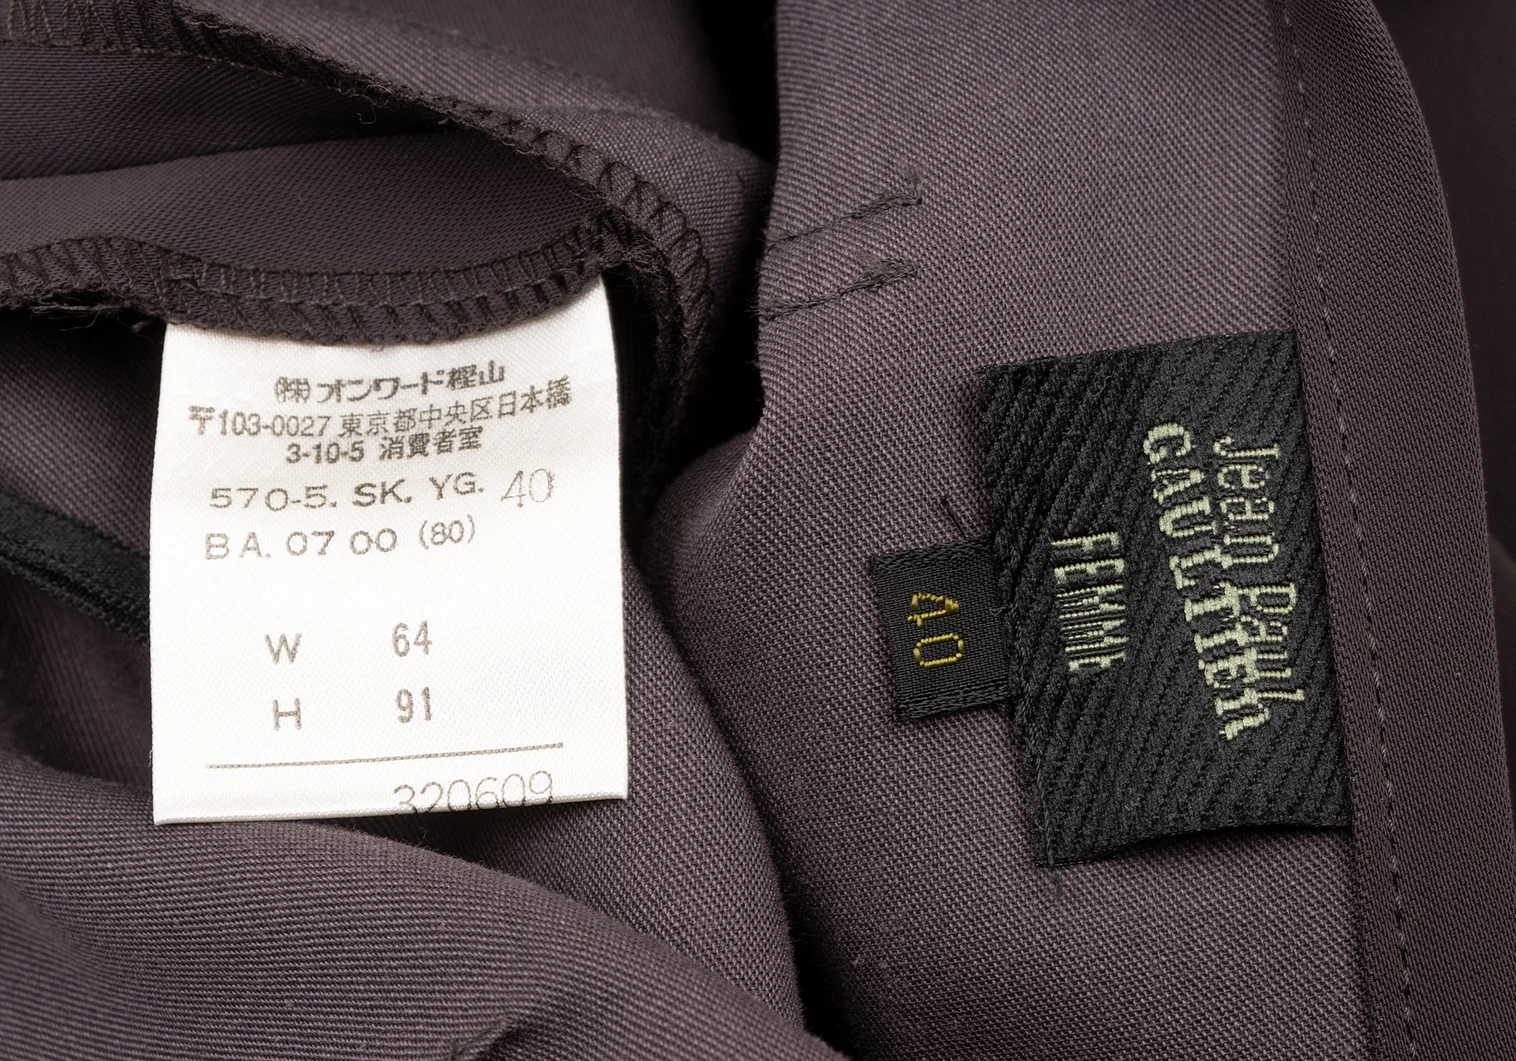 (株)オンワード樫山
〒103-0027 東京都中央区日本橋
3-10-5 消費者室
570-5. SK. YG. 40
BA. 07 00 (80)
W 64
H 91
320609
Jean Paul
GAULTIER
FEMME
40